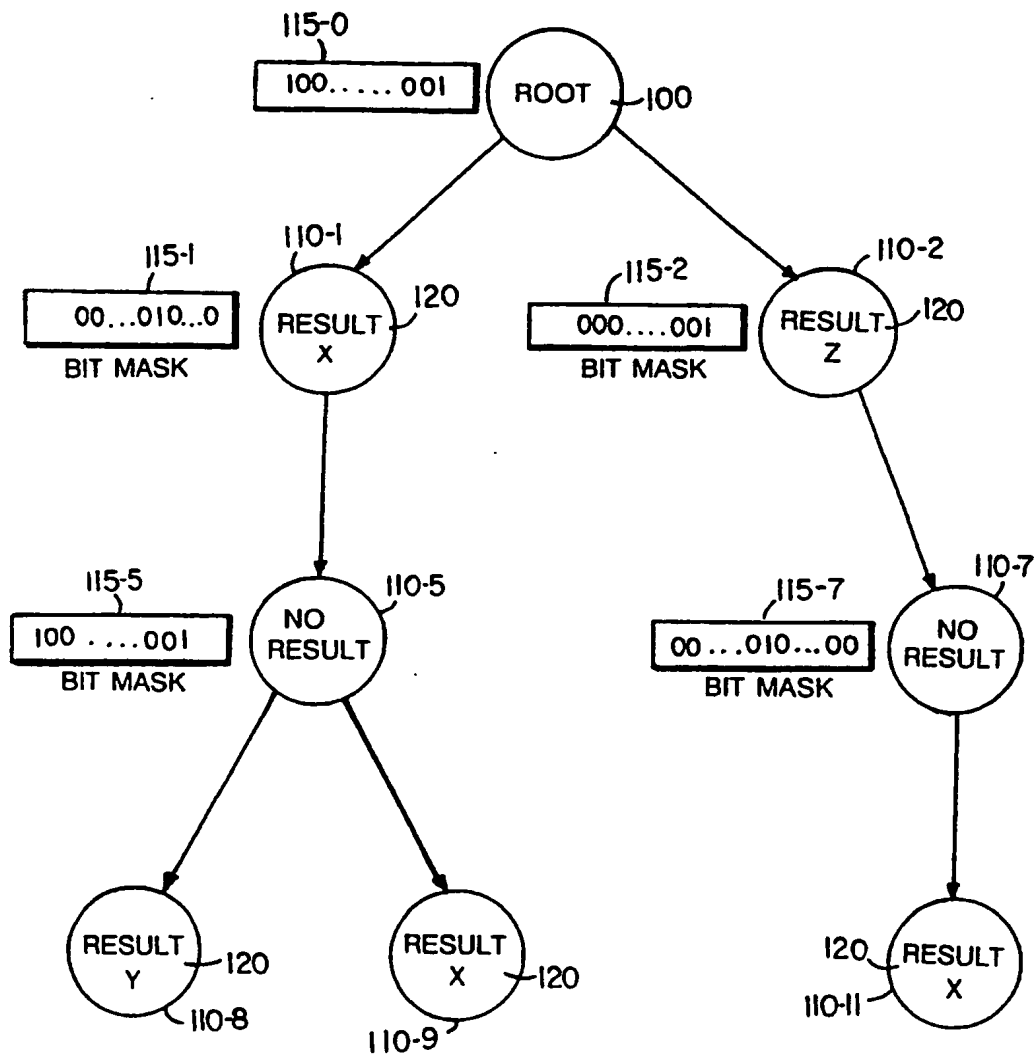 115-0
100.....001
ROOT
100
115-1
110-1
00...010...0
BIT MASK
RESULT
X
120
115-2
110-2
000....001
BIT MASK
RESULT
Z
120
115-5
110-5
100 ....001
BIT MASK
NO
RESULT
115-7
110-7
00...010...00
BIT MASK
NO
RESULT
RESULT
Y
120
110-8
RESULT
X
120
110-9
120
RESULT
X
110-11